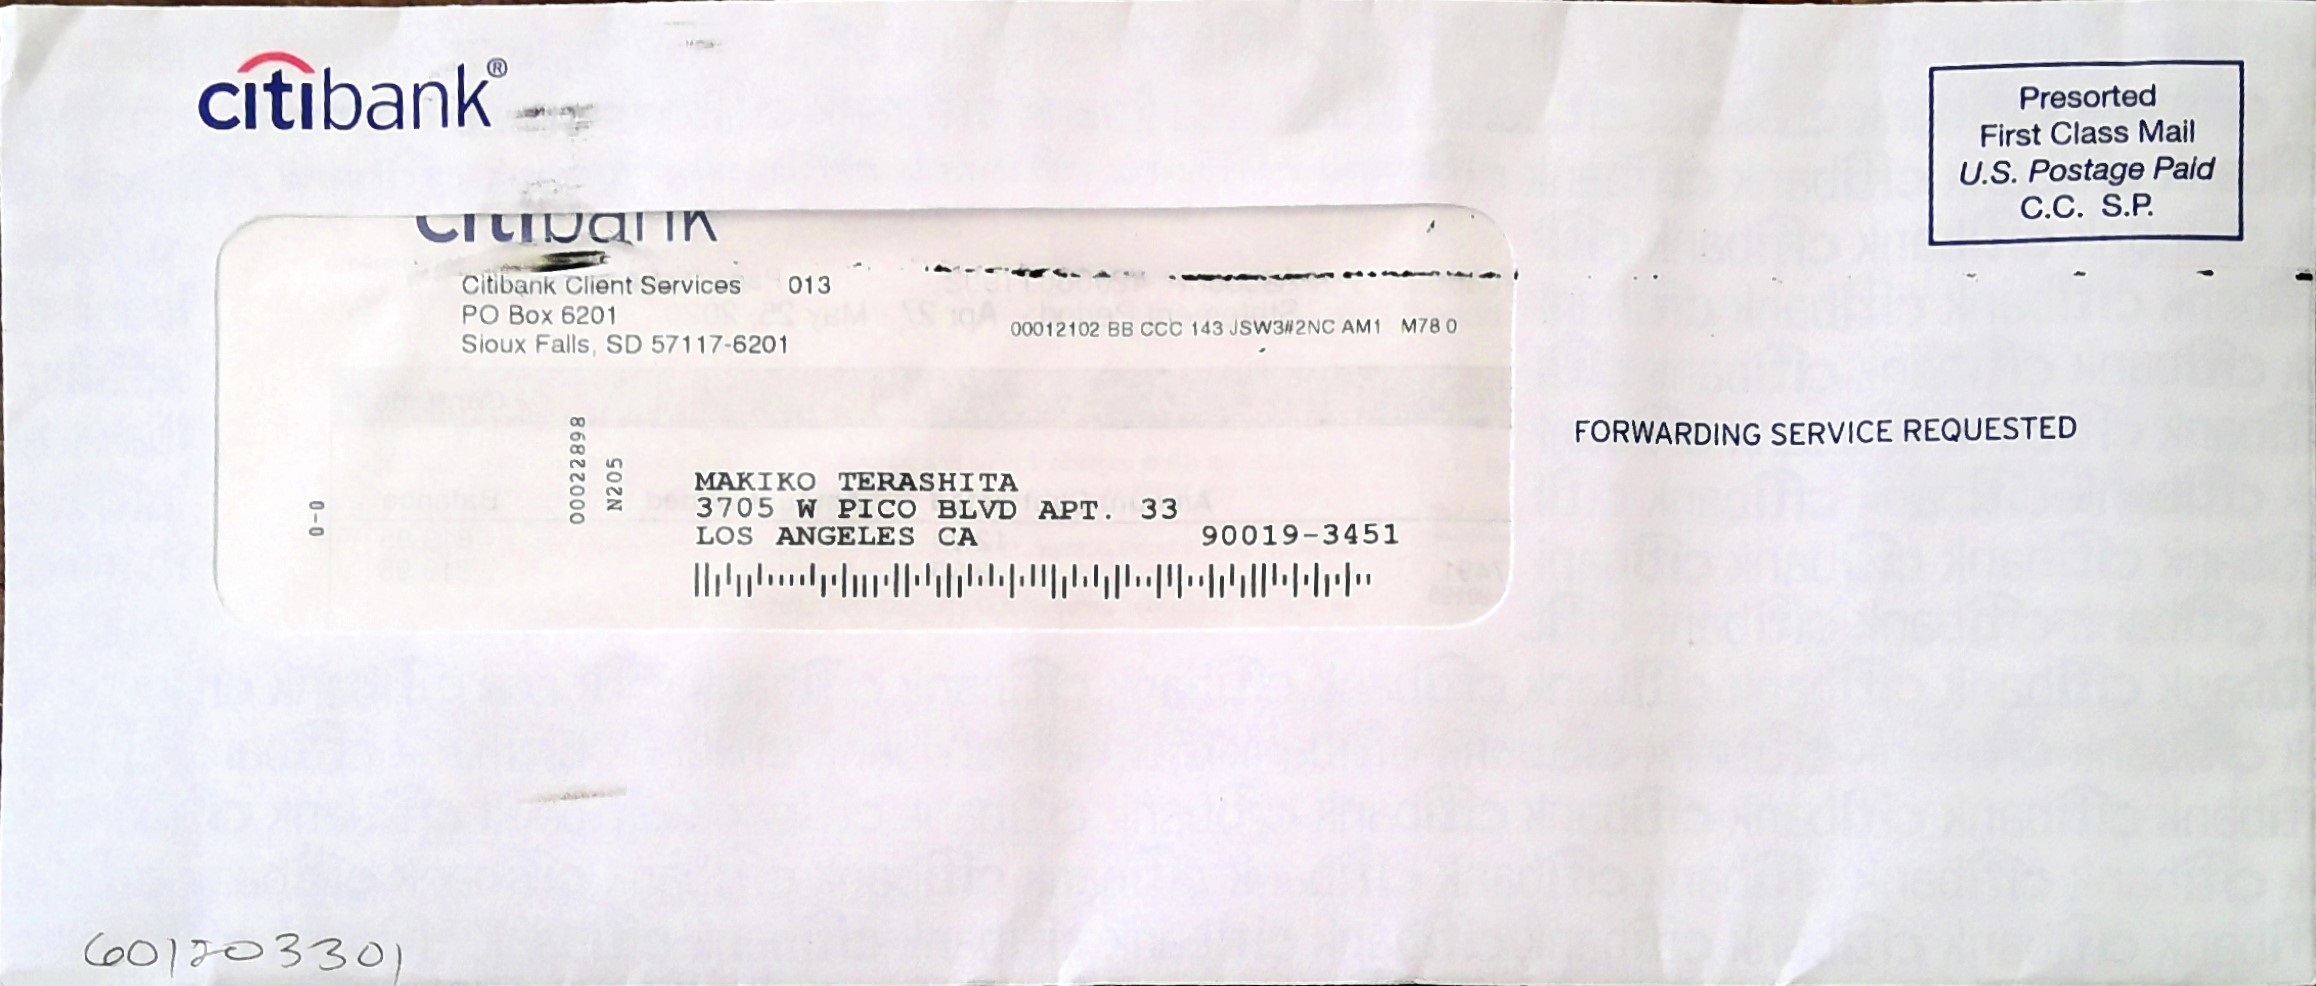 citibank®
Presorted
First Class Mail
U.S. Postage Paid
C.C. S.P.
citibank
Citibank Client Services 013
PO Box 6201
Sioux Falls, SD 57117-6201
00012102 BB CCC 143 JSW3#2NC AM1 M78 0
FORWARDING SERVICE REQUESTED
0-0
00022898
N205
MAKIKO TERASHITA
3705 W PICO BLVD APT. 33
LOS ANGELES CA 90019-3451
601203301